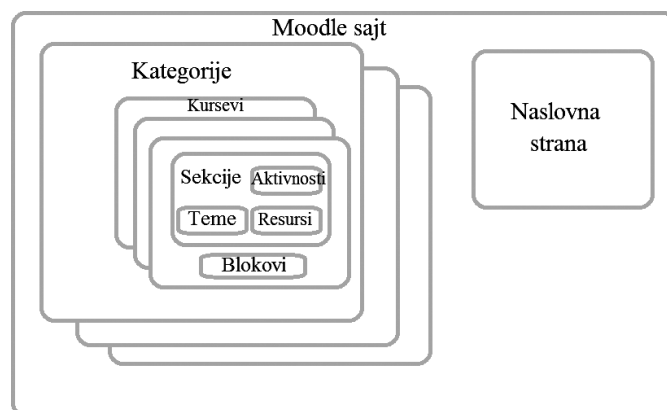 Moodle sajt
Kategorije
Kursevi
Sekcije Aktivnosti
Teme Resursi
Blokovi
Naslovna
strana